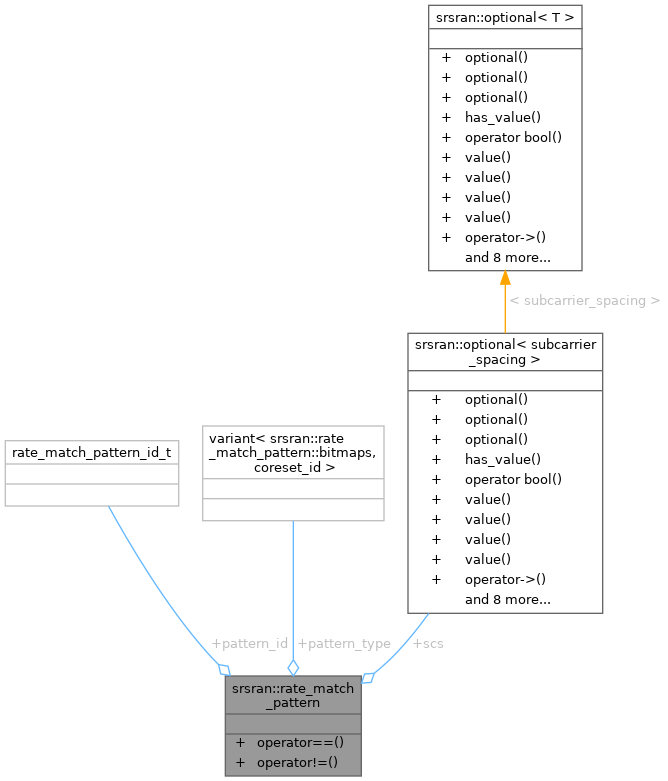 srsran::optional< T >
+ optional()
+ optional()
+ optional()
+ has_value()
+ operator bool()
+ value()
+ value()
+ value()
+ value()
+ operator->()
and 8 more...
< subcarrier_spacing >
srsran::optional< subcarrier
_spacing >
+ optional()
+ optional()
+ optional()
+ has_value()
+ operator bool()
+ value()
+ value()
+ value()
+ value()
+ operator->()
and 8 more...
rate_match_pattern_id_t
variant< srsran::rate
_match_pattern::bitmaps,
coreset_id >
+pattern_id
+pattern_type
+scs
srsran::rate_match
_pattern
+ operator==()
+ operator!=()